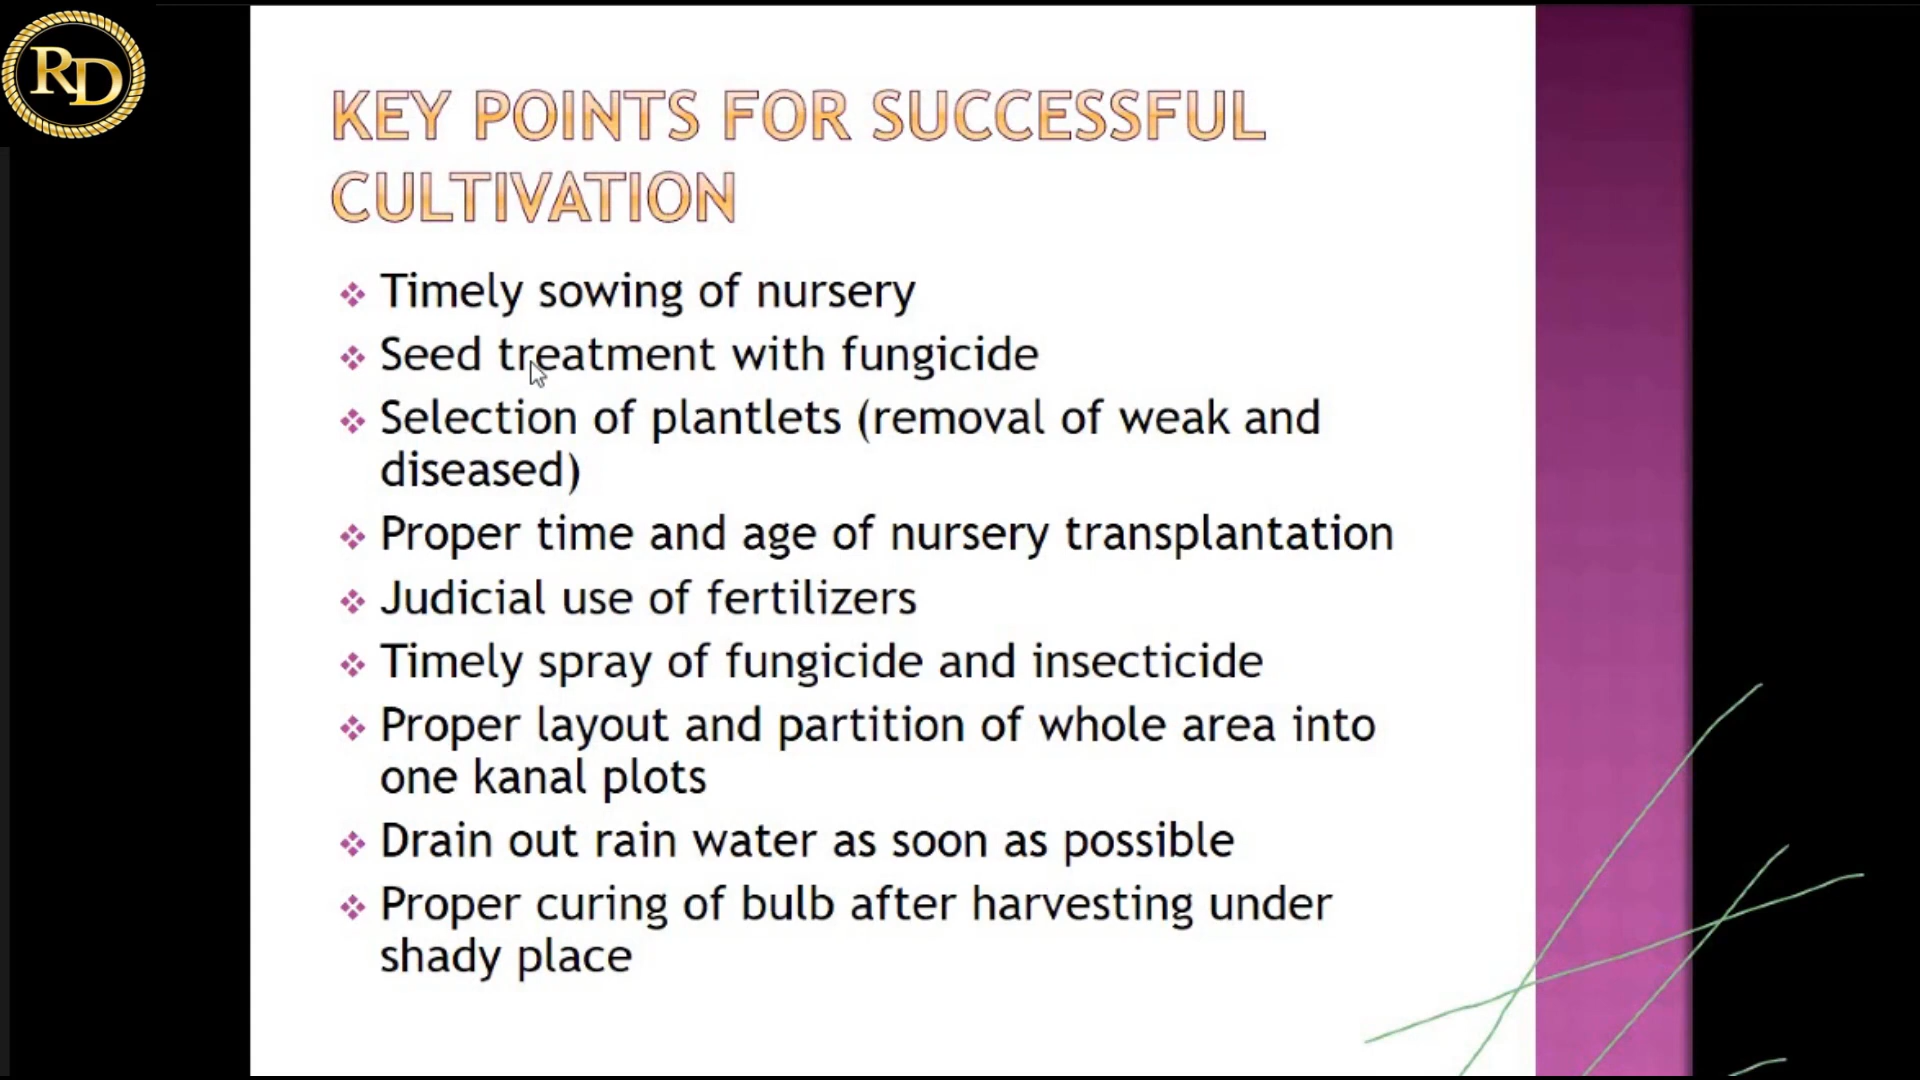 RD
KEY POINTS FOR SUCCESSFUL
CULTIVATION
Timely sowing of nursery
Seed treatment with fungicide
Selection of plantlets (removal of weak and
diseased)
Proper time and age of nursery transplantation
Judicial use of fertilizers
Timely spray of fungicide and insecticide
Proper layout and partition of whole area into
one kanal plots
Drain out rain water as soon as possible
Proper curing of bulb after harvesting under
shady place